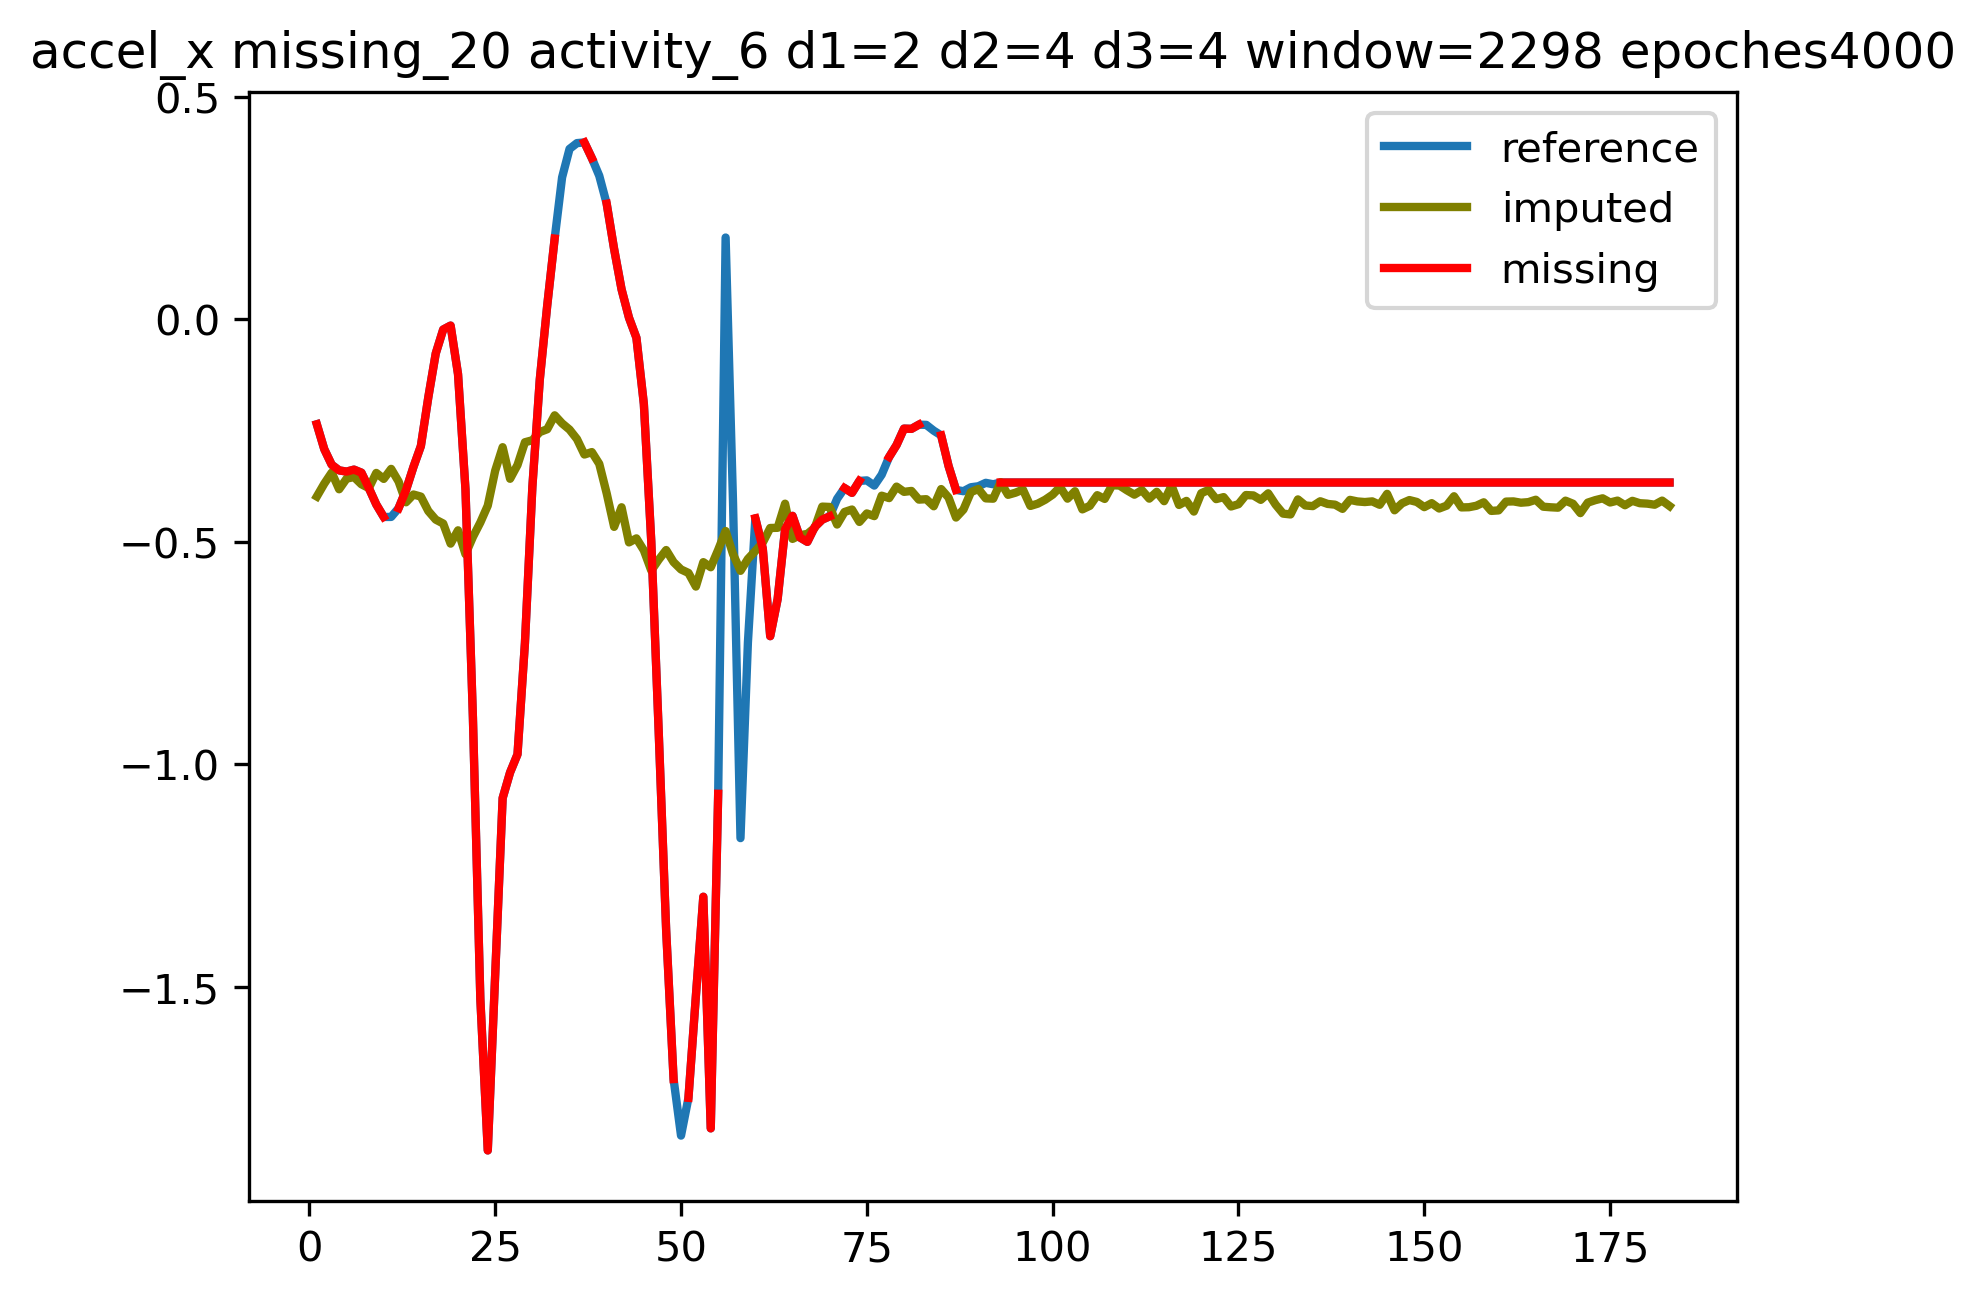 accel_x missing_20 activity_6 d1=2 d2=4 d3=4 window=2298 epoches4000
0.5
0.0
−0.5
−1.0
−1.5
reference
imputed
missing
0 25 50 75 100 125 150 175